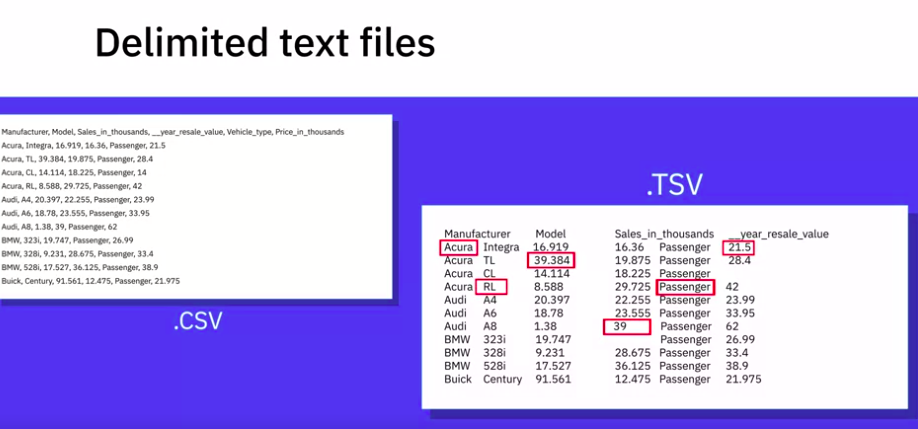 Delimited text files
Manufacturer, Model, Sales_in_thousands, __year_resale_value, Vehicle_type, Price_in_thousands
Acura, Integra, 16.919, 16.36, Passenger, 21.5
Acura, TL, 39.384, 19.875, Passenger, 28.4
Acura, CL, 14.114, 18.225, Passenger, 14
Acura, RL, 8.588, 29.725, Passenger, 42
Audi, A4, 20.397, 22.255, Passenger, 23.99
Audi, A6, 18.78, 23.555, Passenger, 33.95
Audi, A8, 1.38, 39, Passenger, 62
BMW, 323i, 19.747, Passenger, 26.99
BMW, 328i, 9.231, 28.675, Passenger, 33.4
BMW, 528i, 17.527, 36.125, Passenger, 38.9
Buick, Century, 91.561, 12.475, Passenger, 21.975
.CSV
.TSV
Manufacturer Model Sales_in_thousands __year_resale_value
Acura Integra 16.919 16.36 Passenger 21.5
Acura TL 39.384 19.875 Passenger 28.4
Acura CL 14.114 18.225 Passenger
Acura RL 8.588 29.725 Passenger 42
Audi A4 20.397 22.255 Passenger 23.99
Audi A6 18.78 23.555 Passenger 33.95
Audi A8 1.38 39 Passenger 62
BMW 323i 19.747 Passenger 26.99
BMW 328i 9.231 28.675 Passenger 33.4
BMW 528i 17.527 36.125 Passenger 38.9
Buick Century 91.561 12.475 Passenger 21.975